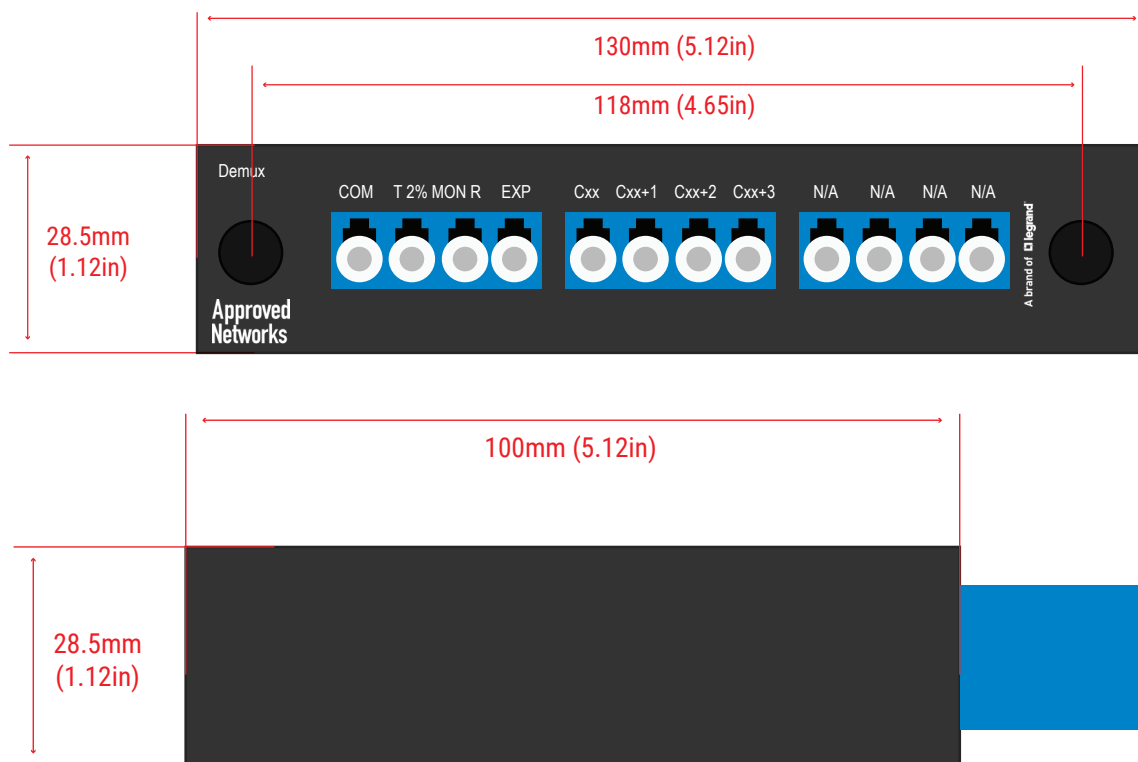 130mm (5.12in)
118mm (4.65in)
Demux
COM T 2% MON R EXP Cxx Cxx+1 Cxx+2 Cxx+3 N/A N/A N/A N/A
28.5mm
(1.12in)
A brand of legrand
Approved
Networks
100mm (5.12in)
28.5mm
(1.12in)